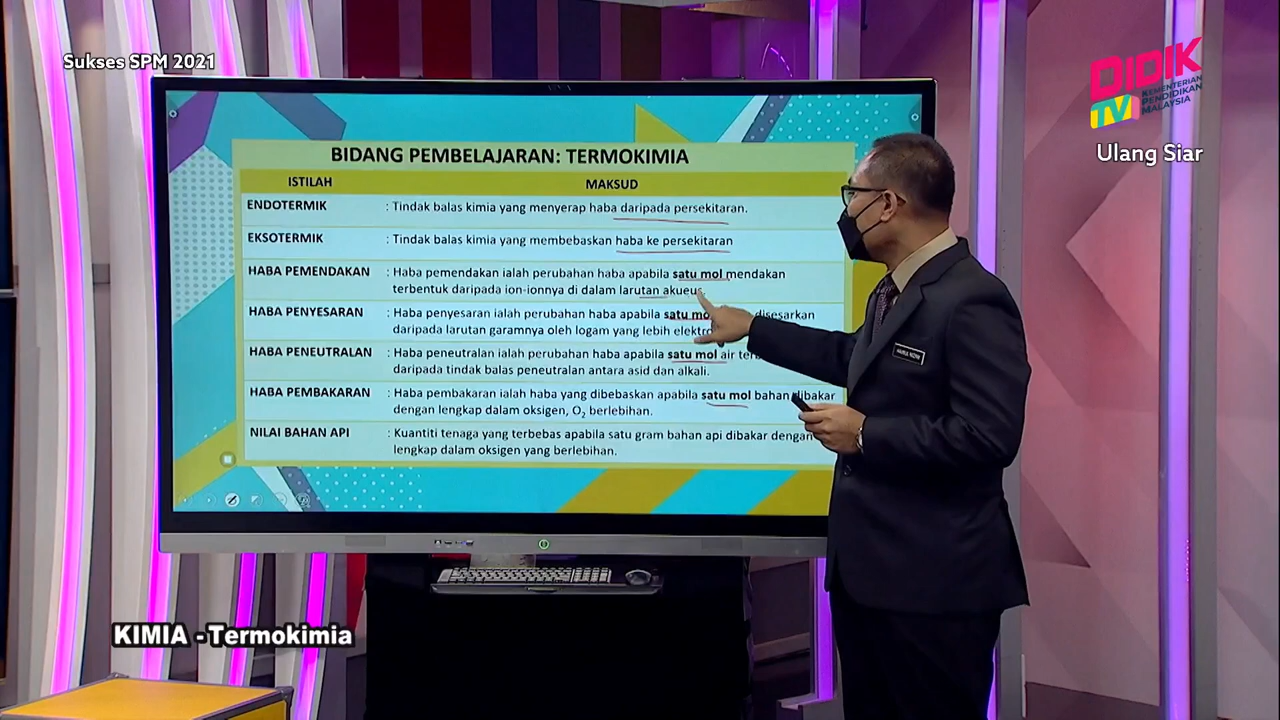 Sukses SPM 2021
DIDIK
TV
KEMENTERIAN
PENDIDIKAN
MALAYSIA
Ulang Siar
BIDANG PEMBELAJARAN: TERMOKIMIA
ISTILAH MAKSUD
ENDOTERMIK : Tindak balas kimia yang menyerap haba daripada persekitaran.
EKSOTERMIK : Tindak balas kimia yang membebaskan haba ke persekitaran
HABA PEMENDAKAN : Haba pemendakan ialah perubahan haba apabila satu mol mendakan
terbentuk daripada ion-ionnya di dalam larutan akueus.
HABA PENYESARAN : Haba penyesaran ialah perubahan haba apabila satu disesarkan
daripada larutan garamnya oleh logam yang lebih
HABA PENEUTRALAN : Haba peneutralan ialah perubahan haba apabila satu mol air
daripada tindak balas peneutralan antara asid dan alkali.
HABA PEMBAKARAN : Haba pembakaran ialah haba yang dibebaskan apabila satu mol bahan dibakar
dengan lengkap dalam oksigen, O₂ berlebihan.
NILAI BAHAN API : Kuantiti tenaga yang terbebas apabila satu gram bahan api dibakar dengan
lengkap dalam oksigen yang berlebihan.
KIMIA - Termokimia